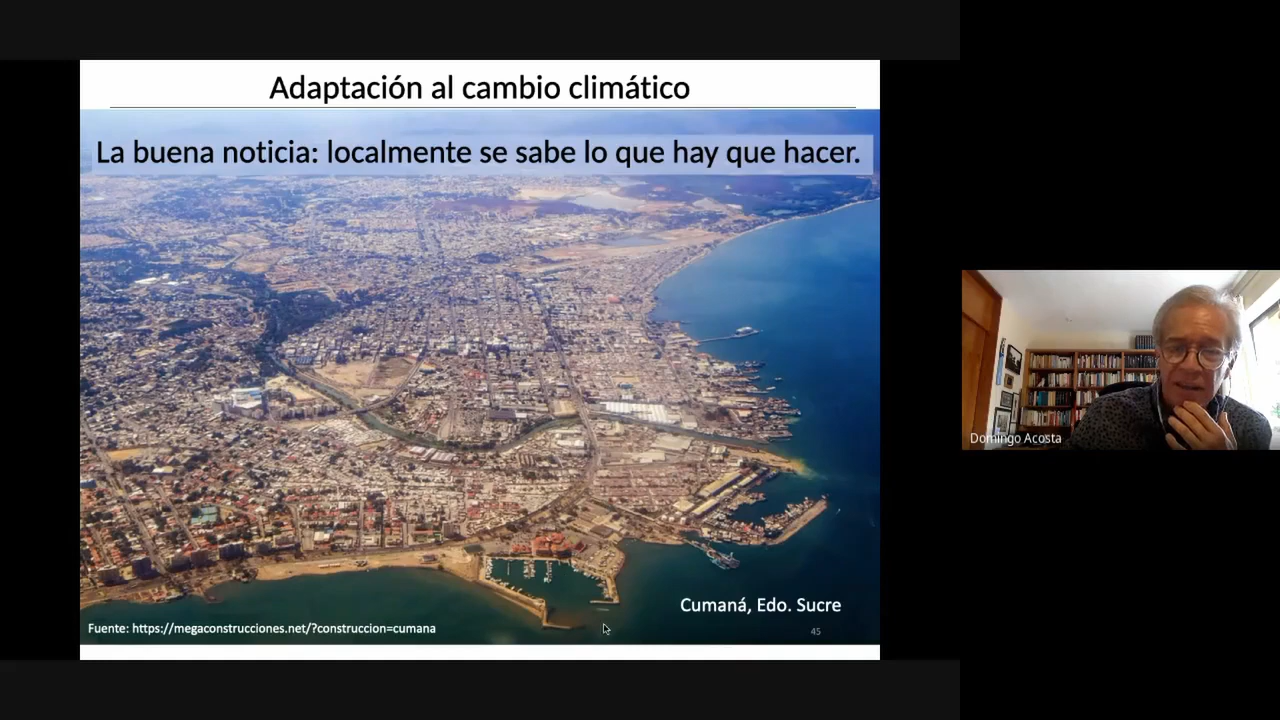 Adaptación al cambio climático
La buena noticia: localmente se sabe lo que hay que hacer.
Domingo Acosta
Cumaná, Edo. Sucre
Fuente: https://megaconstrucciones.net/?construccion=cumana
45